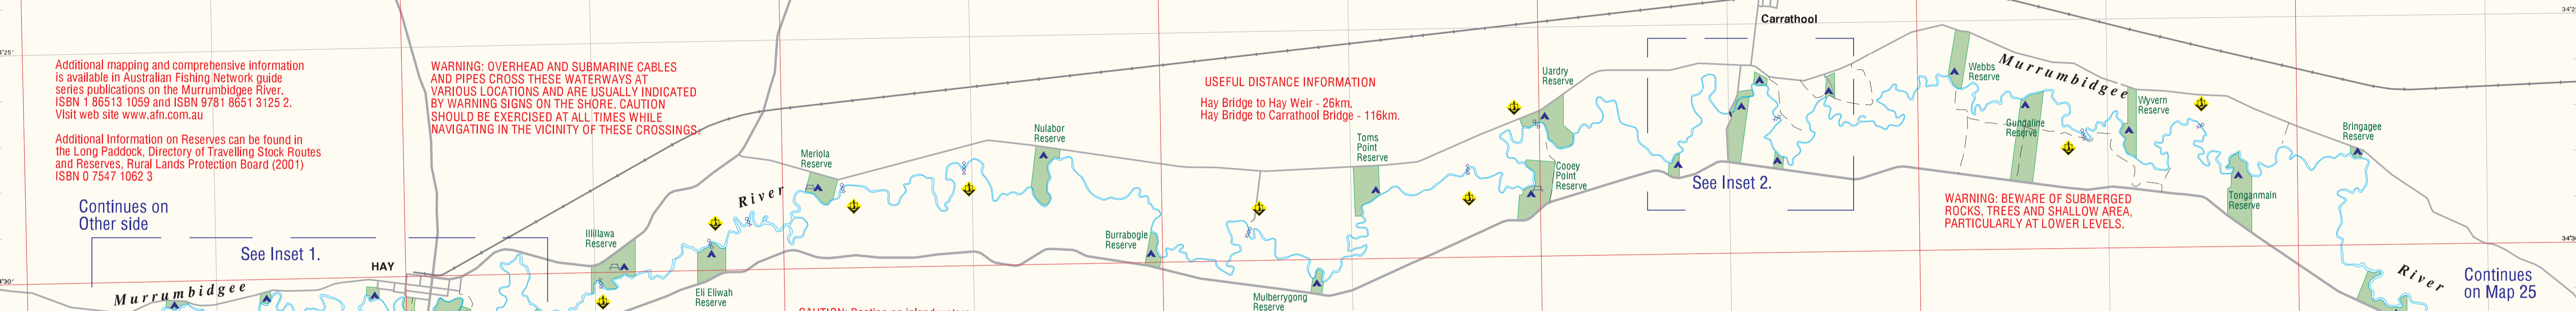 Carrathool
34°25'
Additional mapping and comprehensive information
is available in Australian Fishing Network guide
series publications on the Murrumbidgee River.
ISBN 1 86513 1059 and ISBN 9781 8651 3125 2.
Visit web site www.afn.com.au
Additional Information on Reserves can be found in
the Long Paddock, Directory of Travelling Stock Routes
and Reserves, Rural Lands Protection Board (2001)
ISBN 0 7547 1062 3
WARNING: OVERHEAD AND SUBMARINE CABLES
AND PIPES CROSS THESE WATERWAYS AT
VARIOUS LOCATIONS AND ARE USUALLY INDICATED
BY WARNING SIGNS ON THE SHORE. CAUTION
SHOULD BE EXERCISED AT ALL TIMES WHILE
NAVIGATING IN THE VICINITY OF THESE CROSSINGS.
USEFUL DISTANCE INFORMATION
Hay Bridge to Hay Weir - 26km.
Hay Bridge to Carrathool Bridge - 116km.
Uardry
Reserve
Webbs
Reserve
Murrumbidgee
Wyvern
Reserve
Gundaline
Reserve
Bringagee
Reserve
Nulabor
Reserve
Toms
Point
Reserve
Meriola
Reserve
Cooey
Point
Reserve
See Inset 2.
River
Tonganmain
Reserve
WARNING: BEWARE OF SUBMERGED
ROCKS, TREES AND SHALLOW AREA,
PARTICULARLY AT LOWER LEVELS.
Continues on
Other side
See Inset 1.
HAY
Illillawa
Reserve
Burrabogie
Reserve
Murrumbidgee
Eli Eliwah
Reserve
Mulberrygong
Reserve
River
Continues
on Map 25